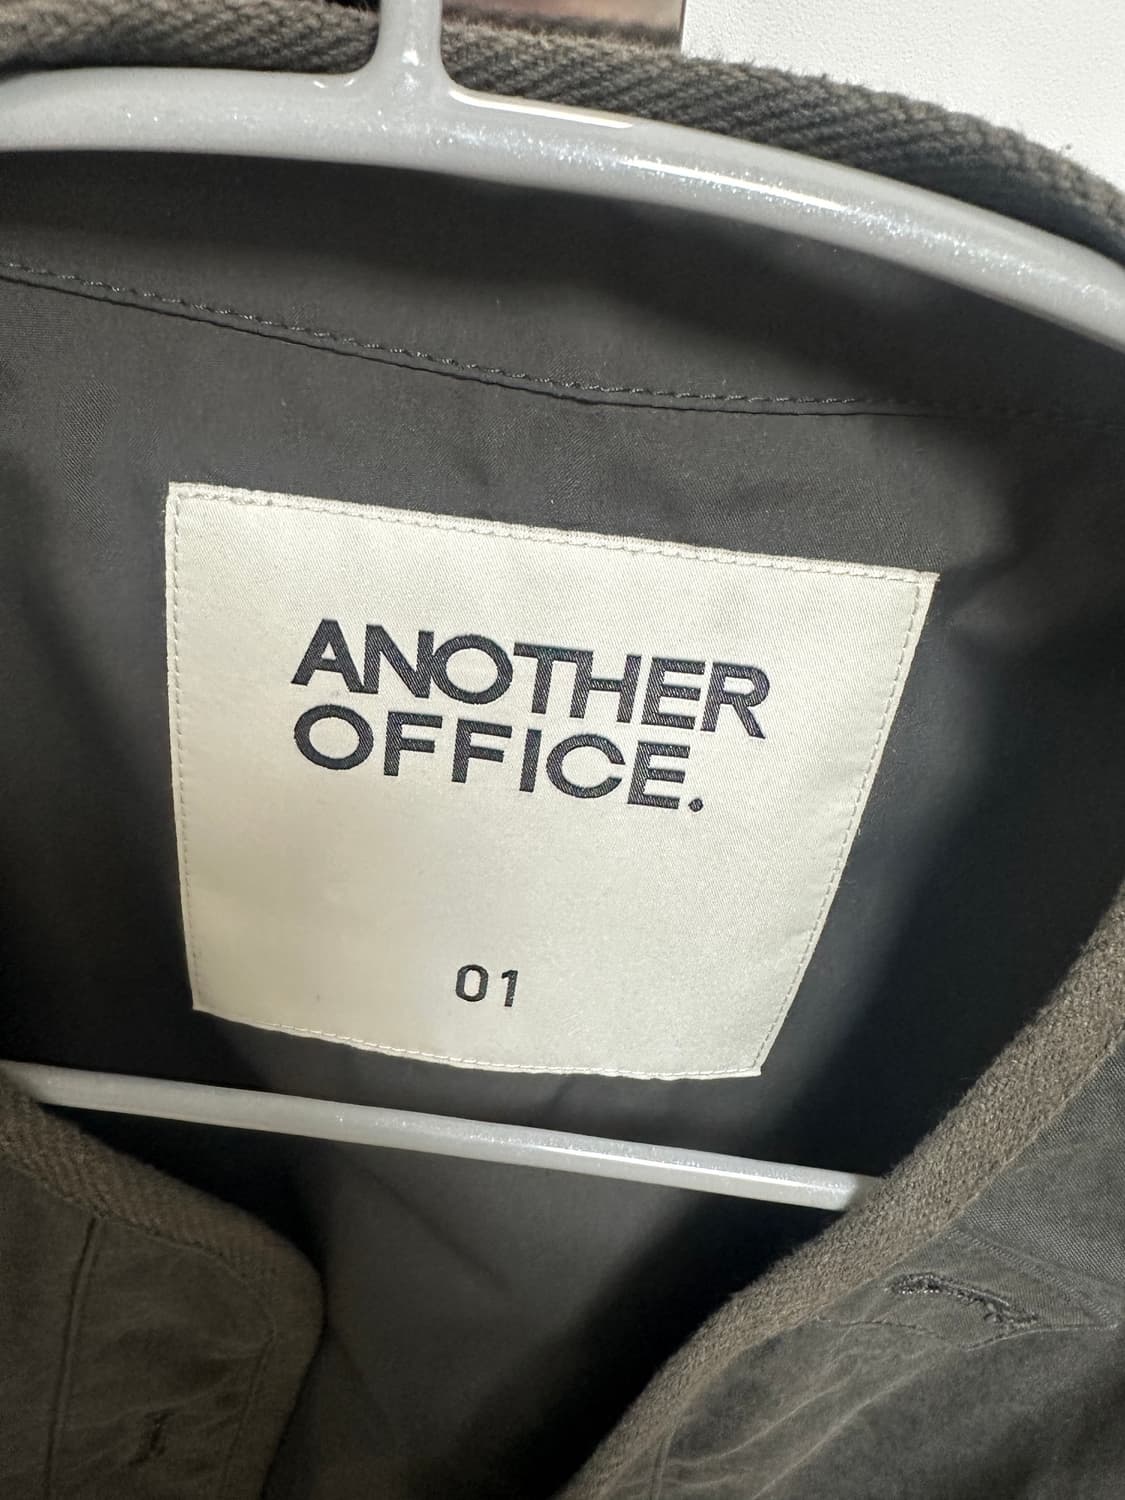 ANOTHER
OFFICE.
01